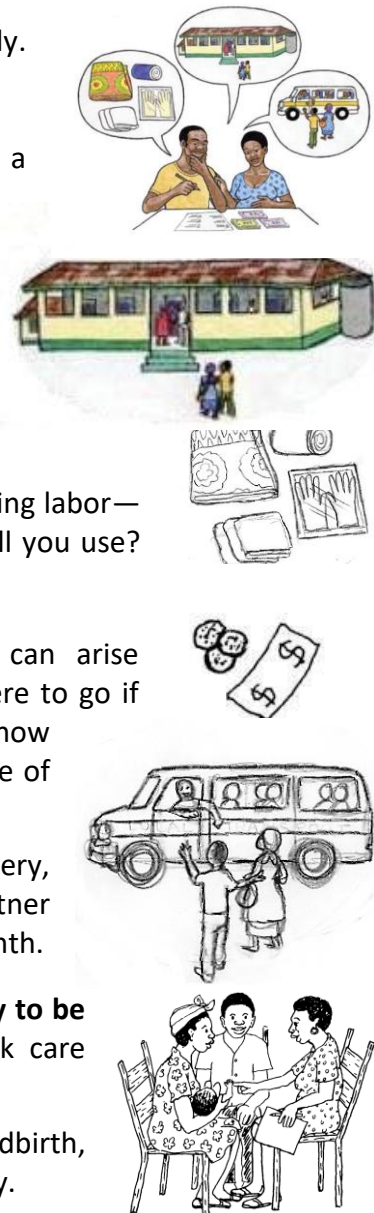 ly.
a
ing labor—
ll you use?
can arise
ere to go if
now
e of
ery,
tner
nth.
y to be
k care
dbirth,
y.